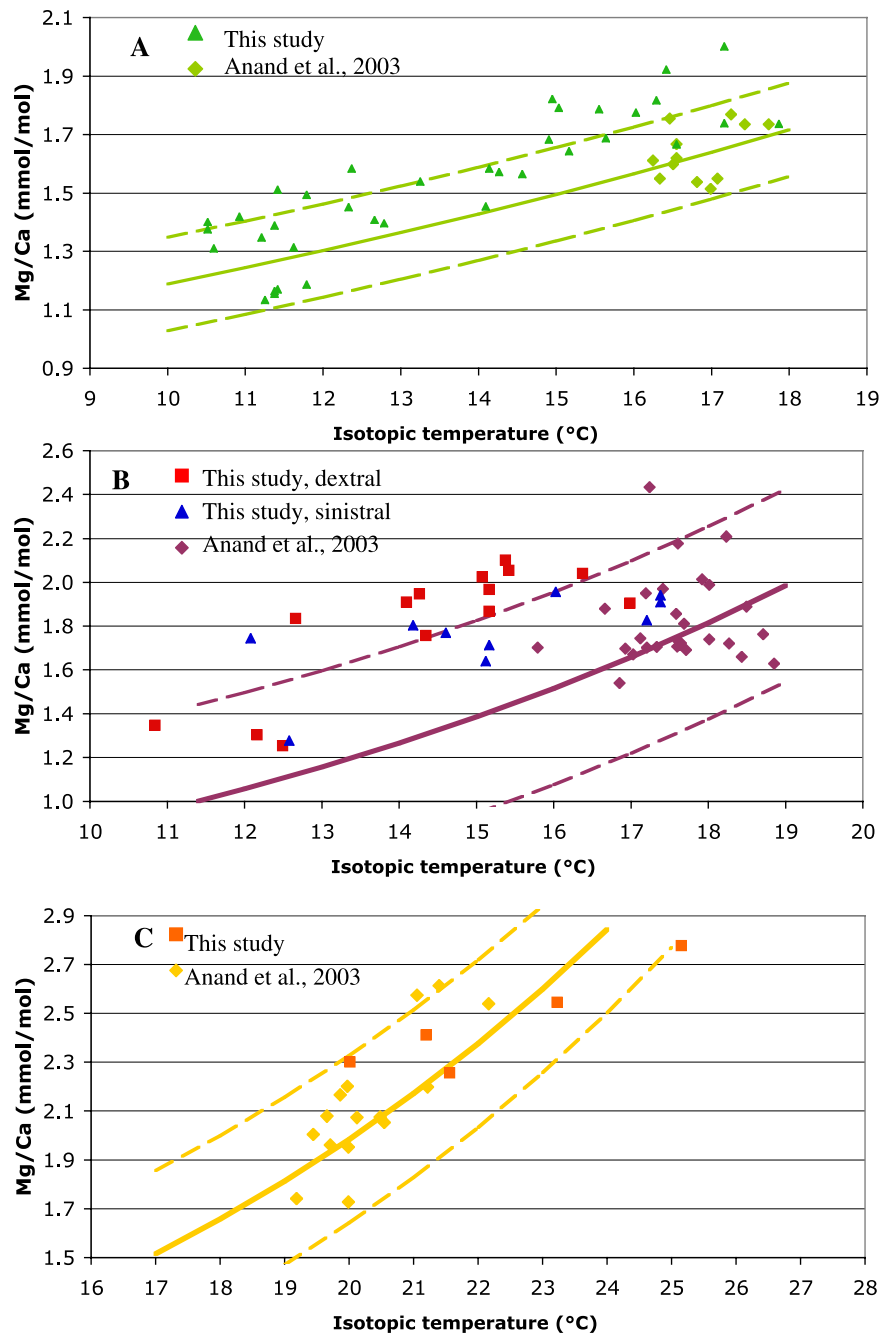 2.1
1.9
1.7
1.5
1.3
1.1
0.9
Mg/Ca (mmol/mol)
A
This study
Anand et al., 2003
9 10 11 12 13 14 15 16 17 18 19
Isotopic temperature (°C)
2.6
2.4
2.2
2.0
1.8
1.6
1.4
1.2
1.0
Mg/Ca (mmol/mol)
B
This study, dextral
This study, sinistral
Anand et al., 2003
10 11 12 13 14 15 16 17 18 19 20
Isotopic temperature (°C)
2.9
2.7
2.5
2.3
2.1
1.9
1.7
1.5
Mg/Ca (mmol/mol)
C
This study
Anand et al., 2003
16 17 18 19 20 21 22 23 24 25 26 27 28
Isotopic temperature (°C)